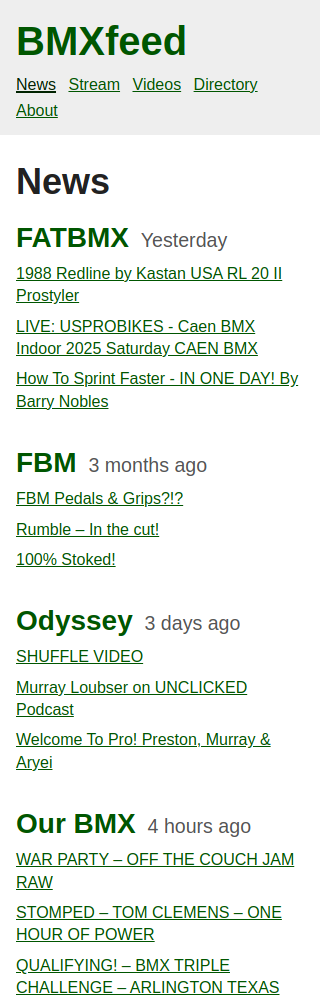 BMXfeed
News Stream Videos Directory
About
News
FATBMX Yesterday
1988 Redline by Kastan USA RL 20 II
Prostyler
LIVE: USPROBIKES - Caen BMX
Indoor 2025 Saturday CAEN BMX
How To Sprint Faster - IN ONE DAY! By
Barry Nobles
FBM 3 months ago
FBM Pedals & Grips?!?
Rumble – In the cut!
100% Stoked!
Odyssey 3 days ago
SHUFFLE VIDEO
Murray Loubser on UNCLICKED
Podcast
Welcome To Pro! Preston, Murray &
Aryei
Our BMX 4 hours ago
WAR PARTY – OFF THE COUCH JAM
RAW
STOMPED – TOM CLEMENS – ONE
HOUR OF POWER
QUALIFYING! – BMX TRIPLE
CHALLENGE – ARLINGTON TEXAS